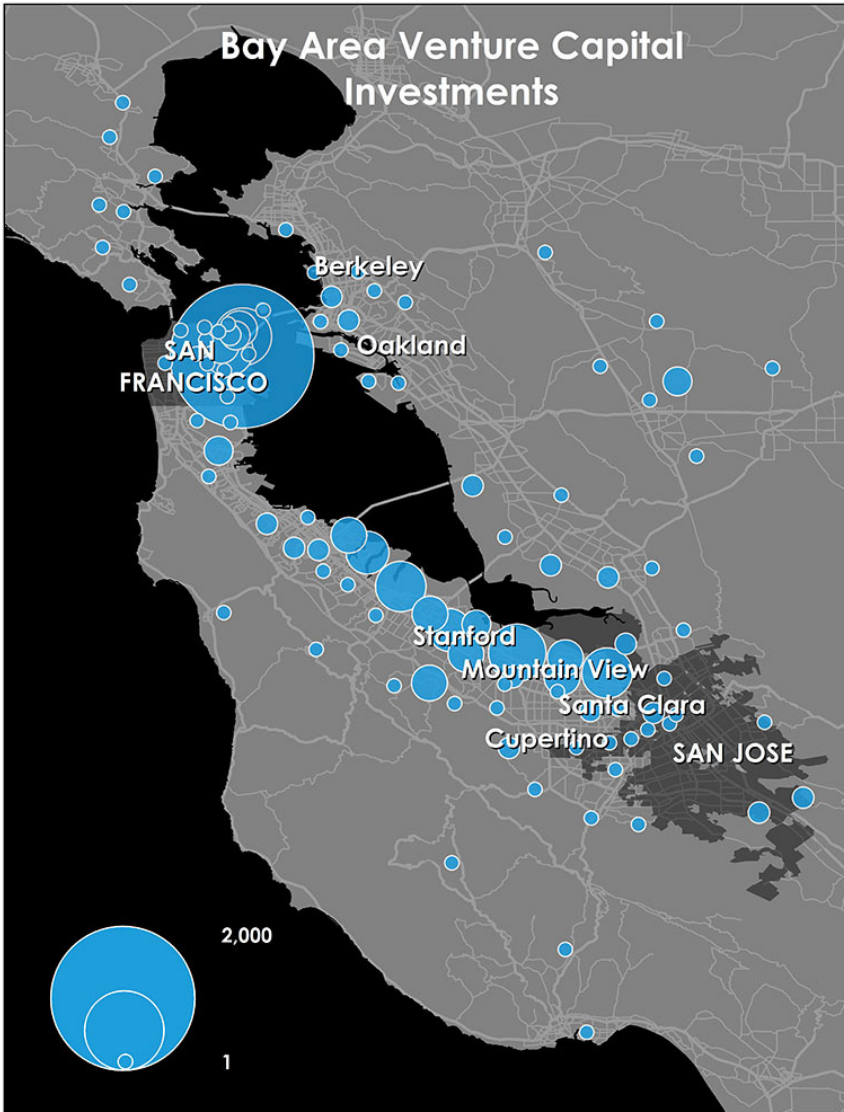 Bay Area Venture Capital
Investments
Berkeley
Oakland
SAN
FRANCISCO
Stanford
Mountain View
Santa Clara
Cupertino
SAN JOSE
2,000
1